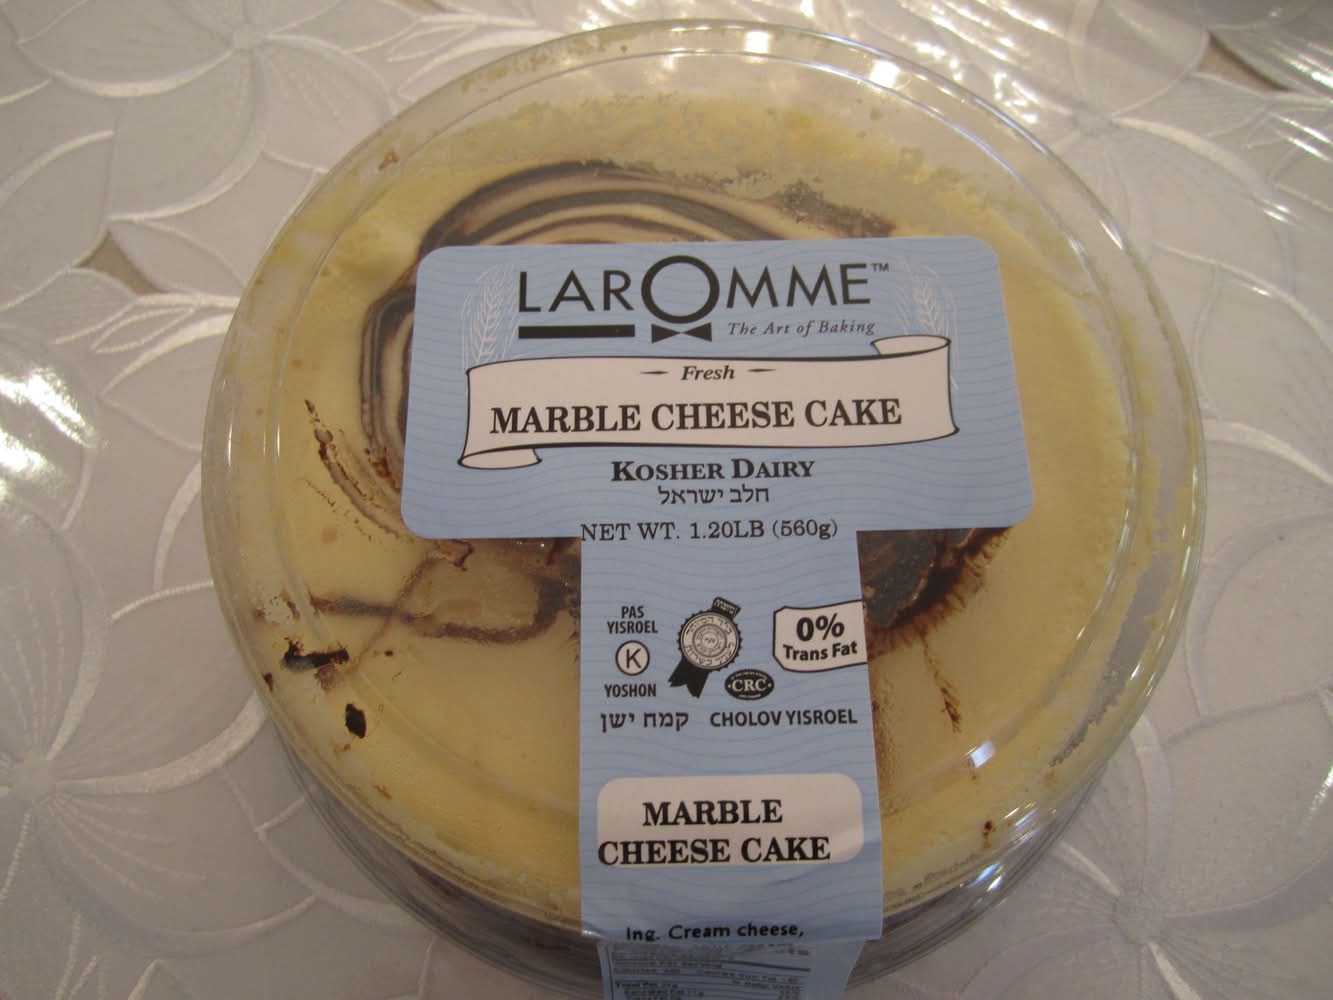 LAROMME™
The Art of Baking
Fresh
MARBLE CHEESE CAKE
KOSHER DAIRY
חלב ישראל
NET WT. 1.20LB (560g)
PAS
YISROEL
K
YOSHON
קמח ישן
CRC
CHOLOV YISROEL
0%
Trans Fat
MARBLE
CHEESE CAKE
Ing. Cream cheese,